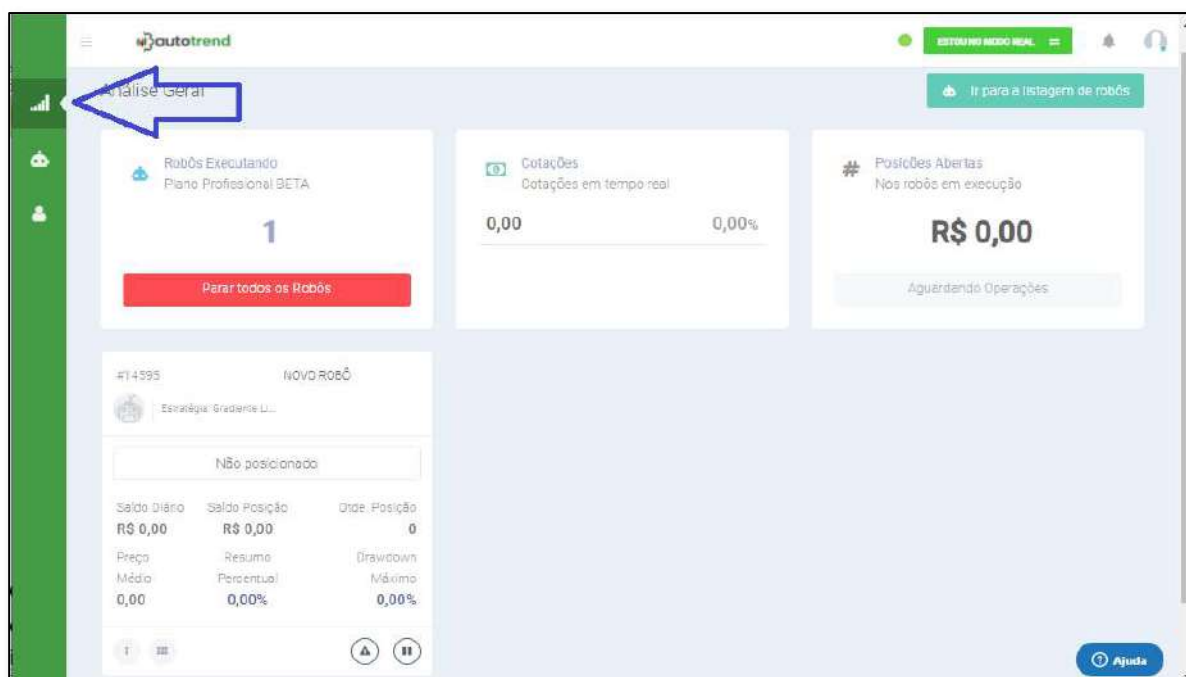 autotrend
ESTOU NO MODO REAL
Análise Geral
Ir para a listagem de robôs
Robôs Executando
Plano Profissional BETA
1
Parar todos os Robôs
Cotações
Cotações em tempo real
0,00 0,00%
# Posições Abertas
Nos robôs em execução
R$ 0,00
Aguardando Operações
#14595 NOVO ROBÔ
Estratégia: Gradiente Li...
Não posicionado
Saldo Diário Saldo Posição Qtde. Posição
R$ 0,00 R$ 0,00 0
Preço Resumo Drawdown
Médio Percentual Máximo
0,00 0,00% 0,00%
Ajuda